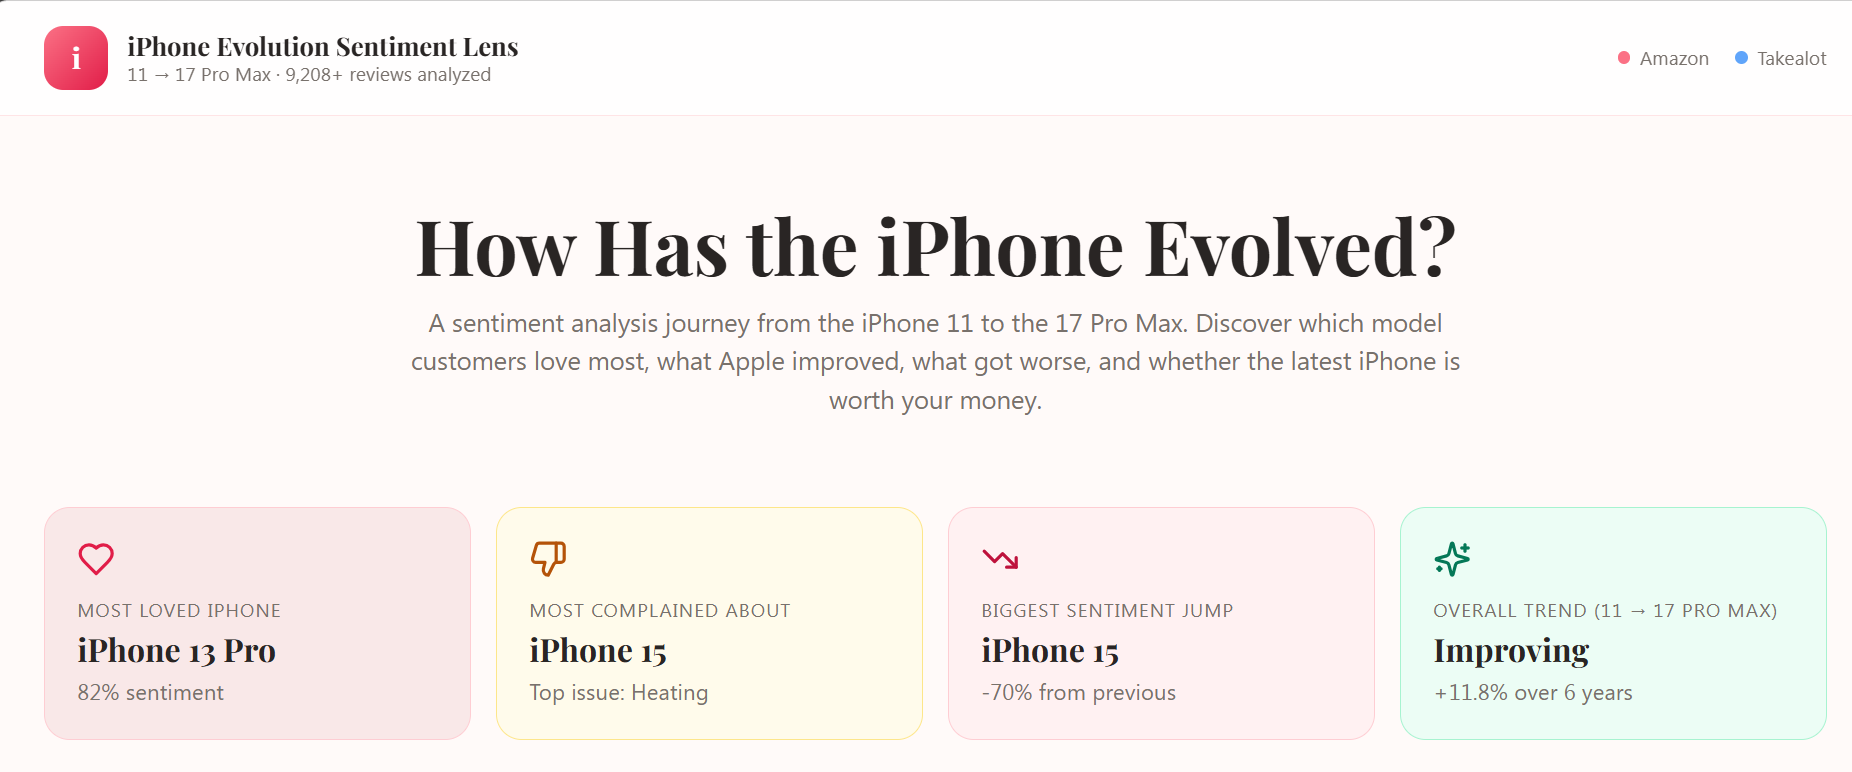 i
iPhone Evolution Sentiment Lens
11 → 17 Pro Max · 9,208+ reviews analyzed
Amazon
Takealot
How Has the iPhone Evolved?
A sentiment analysis journey from the iPhone 11 to the 17 Pro Max. Discover which model
customers love most, what Apple improved, what got worse, and whether the latest iPhone is
worth your money.
MOST LOVED IPHONE
iPhone 13 Pro
82% sentiment
MOST COMPLAINED ABOUT
iPhone 15
Top issue: Heating
BIGGEST SENTIMENT JUMP
iPhone 15
-70% from previous
OVERALL TREND (11 → 17 PRO MAX)
Improving
+11.8% over 6 years